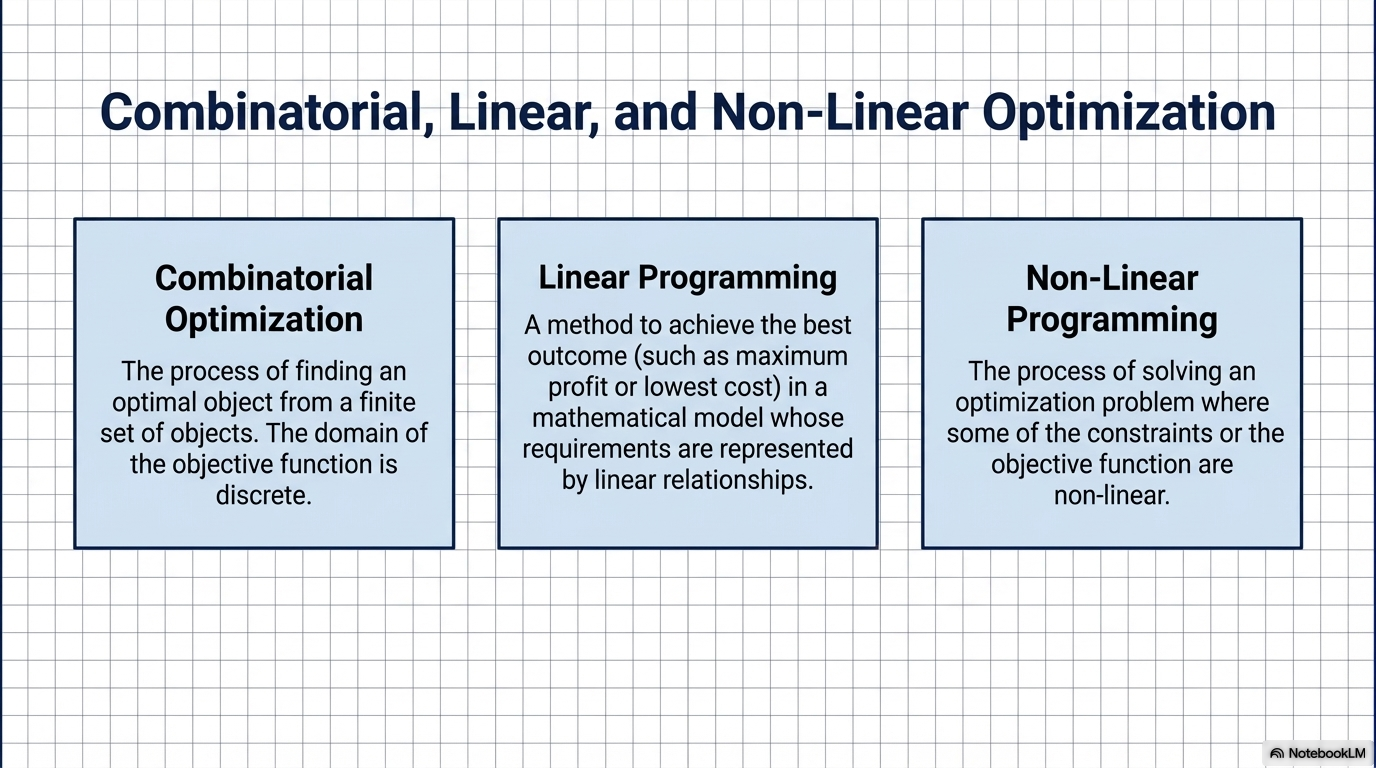 Combinatorial, Linear, and Non-Linear Optimization
Combinatorial
Optimization
The process of finding an
optimal object from a finite
set of objects. The domain of
the objective function is
discrete.
Linear Programming
A method to achieve the best
outcome (such as maximum
profit or lowest cost) in a
mathematical model whose
requirements are represented
by linear relationships.
Non-Linear
Programming
The process of solving an
optimization problem where
some of the constraints or the
objective function are
non-linear.
NotebookLM